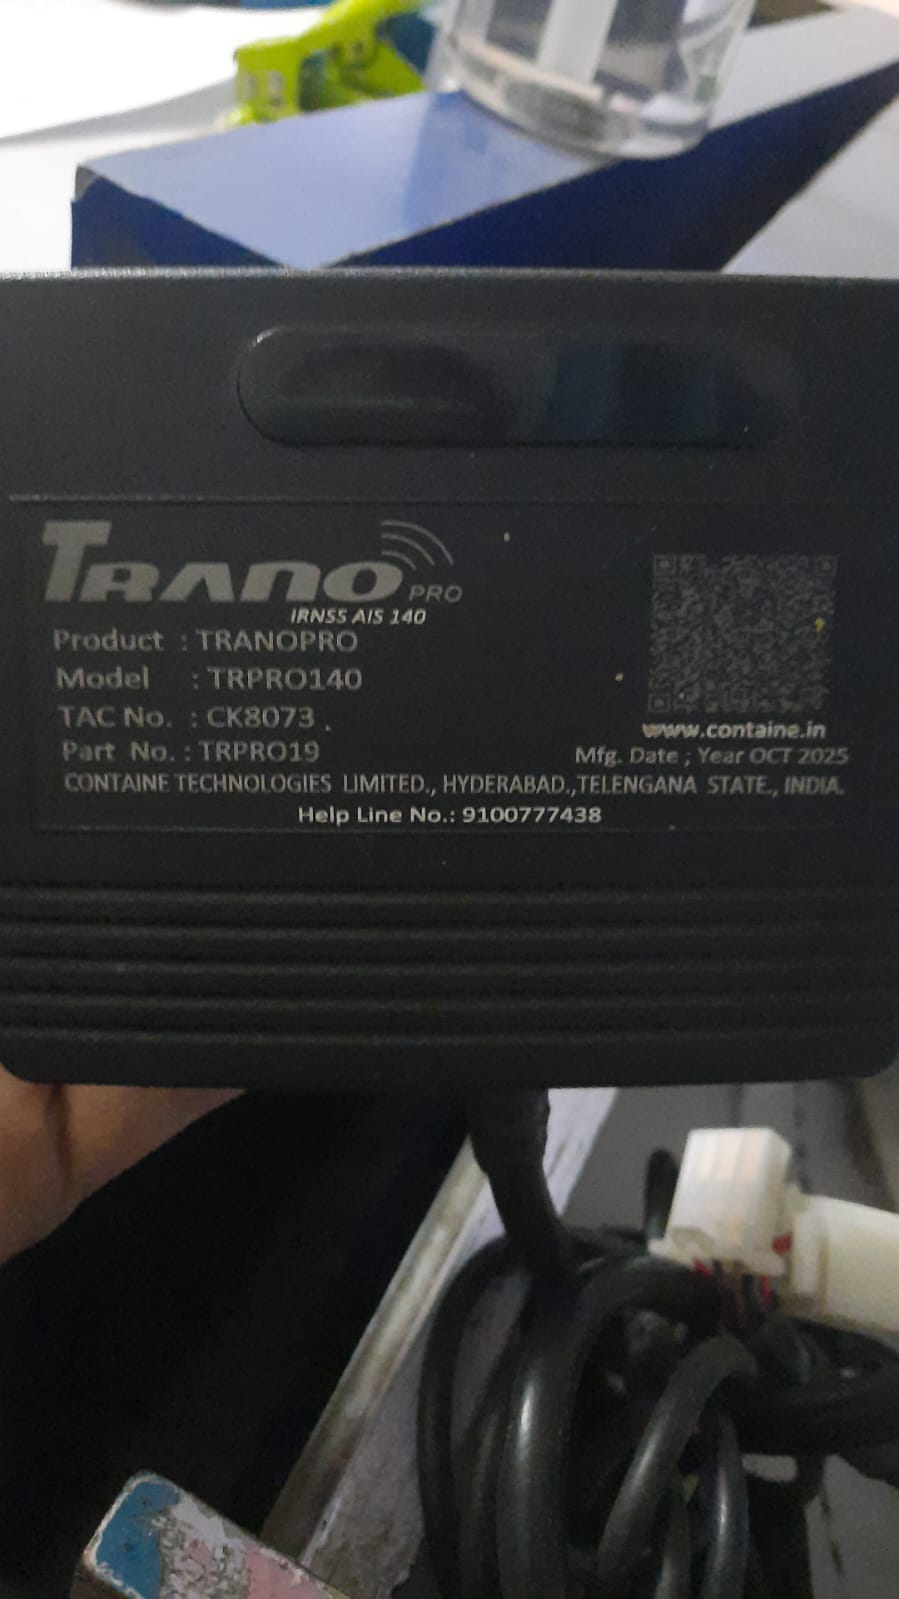 TRANO PRO
IRNSS AIS 140
Product : TRANOPRO
Model : TRPRO140
TAC No. : CK8073 .
Part No. : TRPRO19
www.containe.in
Mfg. Date ; Year OCT 2025
CONTAINE TECHNOLOGIES LIMITED., HYDERABAD.,TELENGANA STATE., INDIA.
Help Line No.: 9100777438